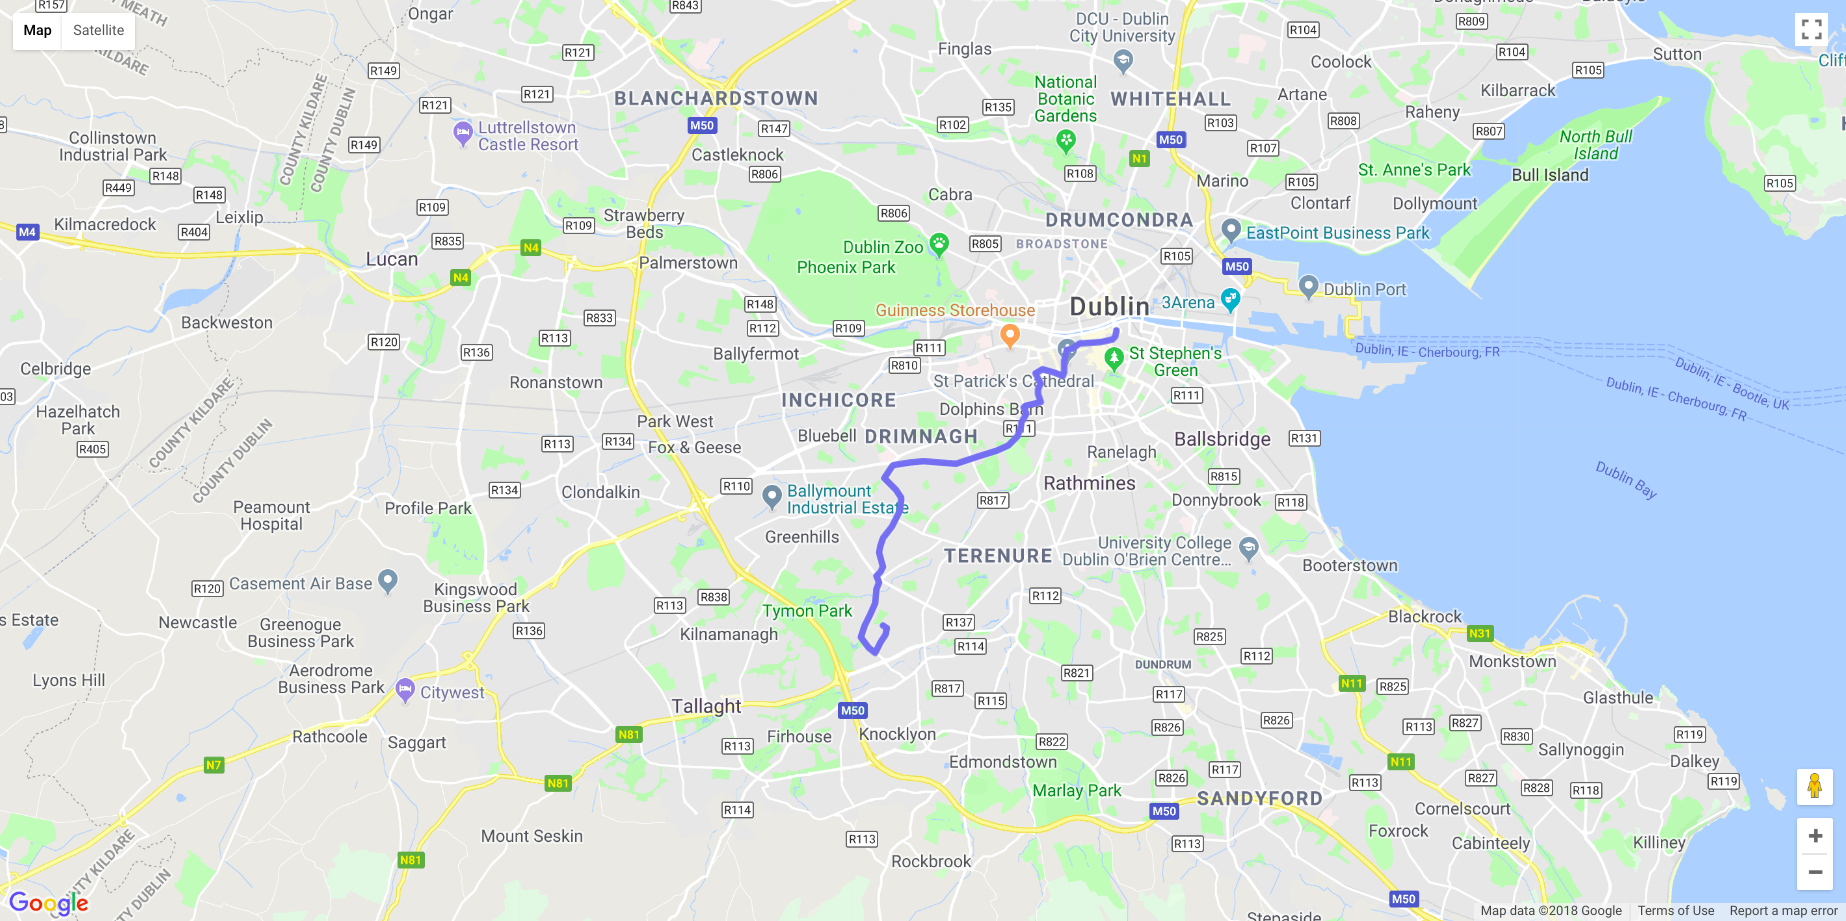 R157
Ongar
R843
Donaghmede
Baldoyle
MEATH
Map
Satellite
KILDARE
COUNTY KILDARE
R121
R149
R121
R121
DCU - Dublin
City University
Finglas
R808
R809
R104
R104
Coolock
Sutton
R105
BLANCHARDSTOWN
National
Botanic
Gardens
WHITEHALL
R135
Artane
Kilbarrack
Raheny
M50
R147
R102
R103
R808
R807
Luttrellstown
Castle Resort
Collinstown
Industrial Park
COUNTY KILDARE
COUNTY DUBLIN
R149
Castleknock
M50
R107
North Bull
Island
R806
N1
R108
Marino
R105
St. Anne's Park
Bull Island
R105
R148
R449
R148
Cabra
Clontarf
Dollymount
Leixlip
Kilmacredock
R404
R109
Strawberry
Beds
R109
R806
DRUMCONDRA
M4
R835
N4
Dublin Zoo
R805
BROADSTONE
EastPoint Business Park
Lucan
Palmerstown
Phoenix Park
R105
M50
N4
Dublin Port
R148
Guinness Storehouse
Dublin
3Arena
Backweston
R833
R112
R109
R120
R113
R136
Ballyfermot
R111
St Stephen's
Green
Dublin, IE - Cherbourg, FR
Dublin, IE - Bootle, UK
Celbridge
R810
Ronanstown
St Patrick's Cathedral
Dublin, IE - Cherbourg, FR
R403
Hazelhatch
Park
COUNTY KILDARE
COUNTY DUBLIN
INCHICORE
Dolphins Barn
R111
Park West
R111
Bluebell
DRIMNAGH
Ballsbridge
R131
R405
R113
R134
Fox & Geese
Ranelagh
R110
Clondalkin
R134
R815
Rathmines
Dublin Bay
Ballymount
Industrial Estate
R817
Donnybrook
R118
Peamount
Hospital
Profile Park
Greenhills
TERENURE
University College
Dublin O'Brien Centre...
Booterstown
Casement Air Base
R120
Kingswood
Business Park
R838
R113
Tymon Park
R112
Blackrock
Newcastle
Greenogue
Business Park
R136
Kilnamanagh
R137
R114
R825
R112
N31
Monkstown
Aerodrome
Business Park
DUNDRUM
R821
Lyons Hill
Citywest
R817
R115
R117
N11
R825
Glasthule
Tallaght
M50
R826
R826
R113
R827
R119
Rathcoole
Saggart
N81
R113
Firhouse
Knocklyon
R822
R830
Sallynoggin
Dalkey
N7
N81
Edmondstown
R826
R117
N11
R827
R119
R113
R828
R118
Marlay Park
SANDYFORD
R114
M50
Cornelscourt
Foxrock
Mount Seskin
R113
R113
Cabinteely
Killiney
COUNTY KILDARE
COUNTY DUBLIN
N81
Rockbrook
M50
Stepaside
Google
Map data ©2018 Google
Terms of Use
Report a map error